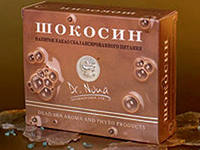 ШОКОСИН
НАПИТОК КАКАО СБАЛАНСИРОВАННОГО ПИТАНИЯ
Dr. Nona
DEAD SEA AROMA AND PHYTO PRODUCTS